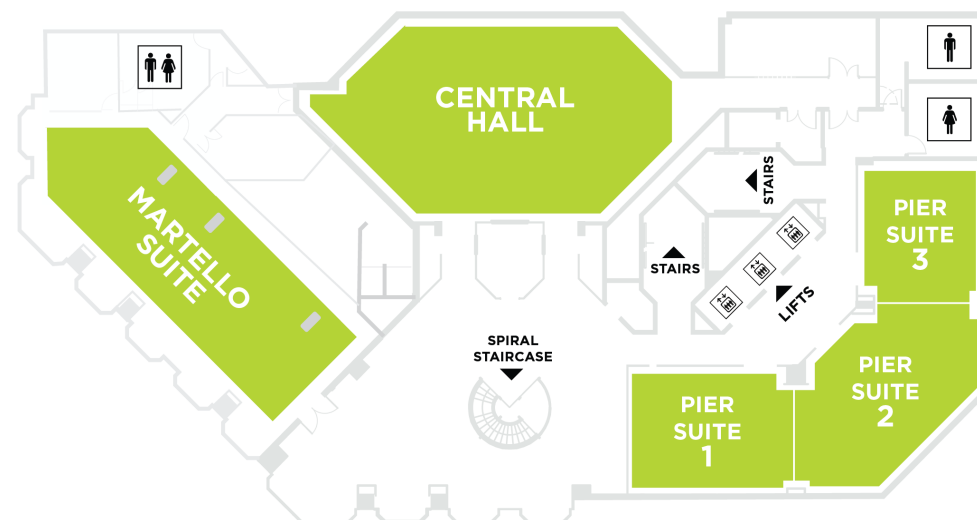 CENTRAL
HALL
MARTELLO
SUITE
STAIRS
STAIRS
LIFTS
SPIRAL
STAIRCASE
PIER
SUITE
3
PIER
SUITE
2
PIER
SUITE
1